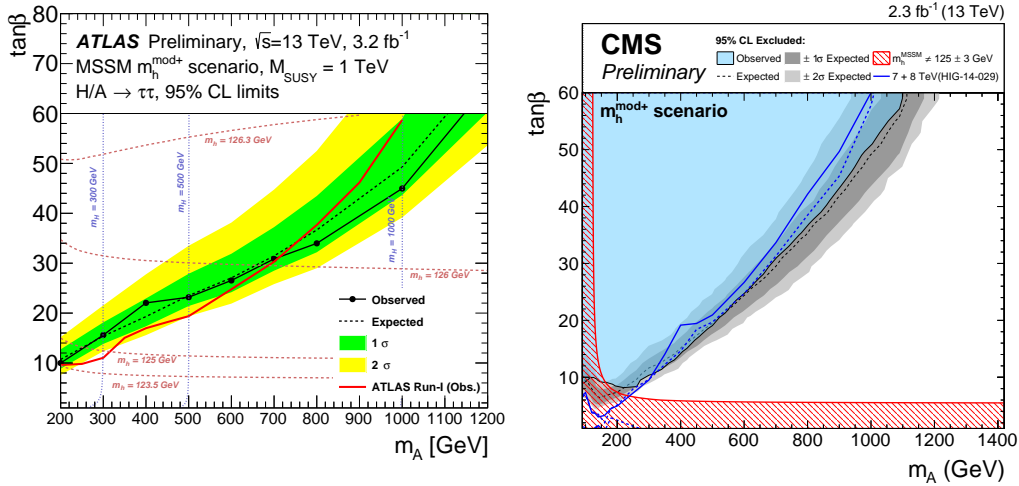 tanβ
80
70
60
50
40
30
20
10
ATLAS Preliminary, √s=13 TeV, 3.2 fb⁻¹
MSSM m_h^mod+ scenario, M_SUSY = 1 TeV
H/A → ττ, 95% CL limits
m_h = 126.3 GeV
m_H = 300 GeV
m_H = 500 GeV
m_H = 1000 GeV
m_h = 126 GeV
m_h = 125 GeV
m_h = 123.5 GeV
Observed
Expected
1 σ
2 σ
ATLAS Run-I (Obs.)
200 300 400 500 600 700 800 900 1000 1100 1200
m_A [GeV]
2.3 fb⁻¹ (13 TeV)
CMS
Preliminary
95% CL Excluded:
Observed
± 1σ Expected
m_h^MSSM ≠ 125 ± 3 GeV
Expected
± 2σ Expected
7 + 8 TeV(HIG-14-029)
m_h^mod+ scenario
tanβ
60
50
40
30
20
10
200 400 600 800 1000 1200 1400
m_A (GeV)